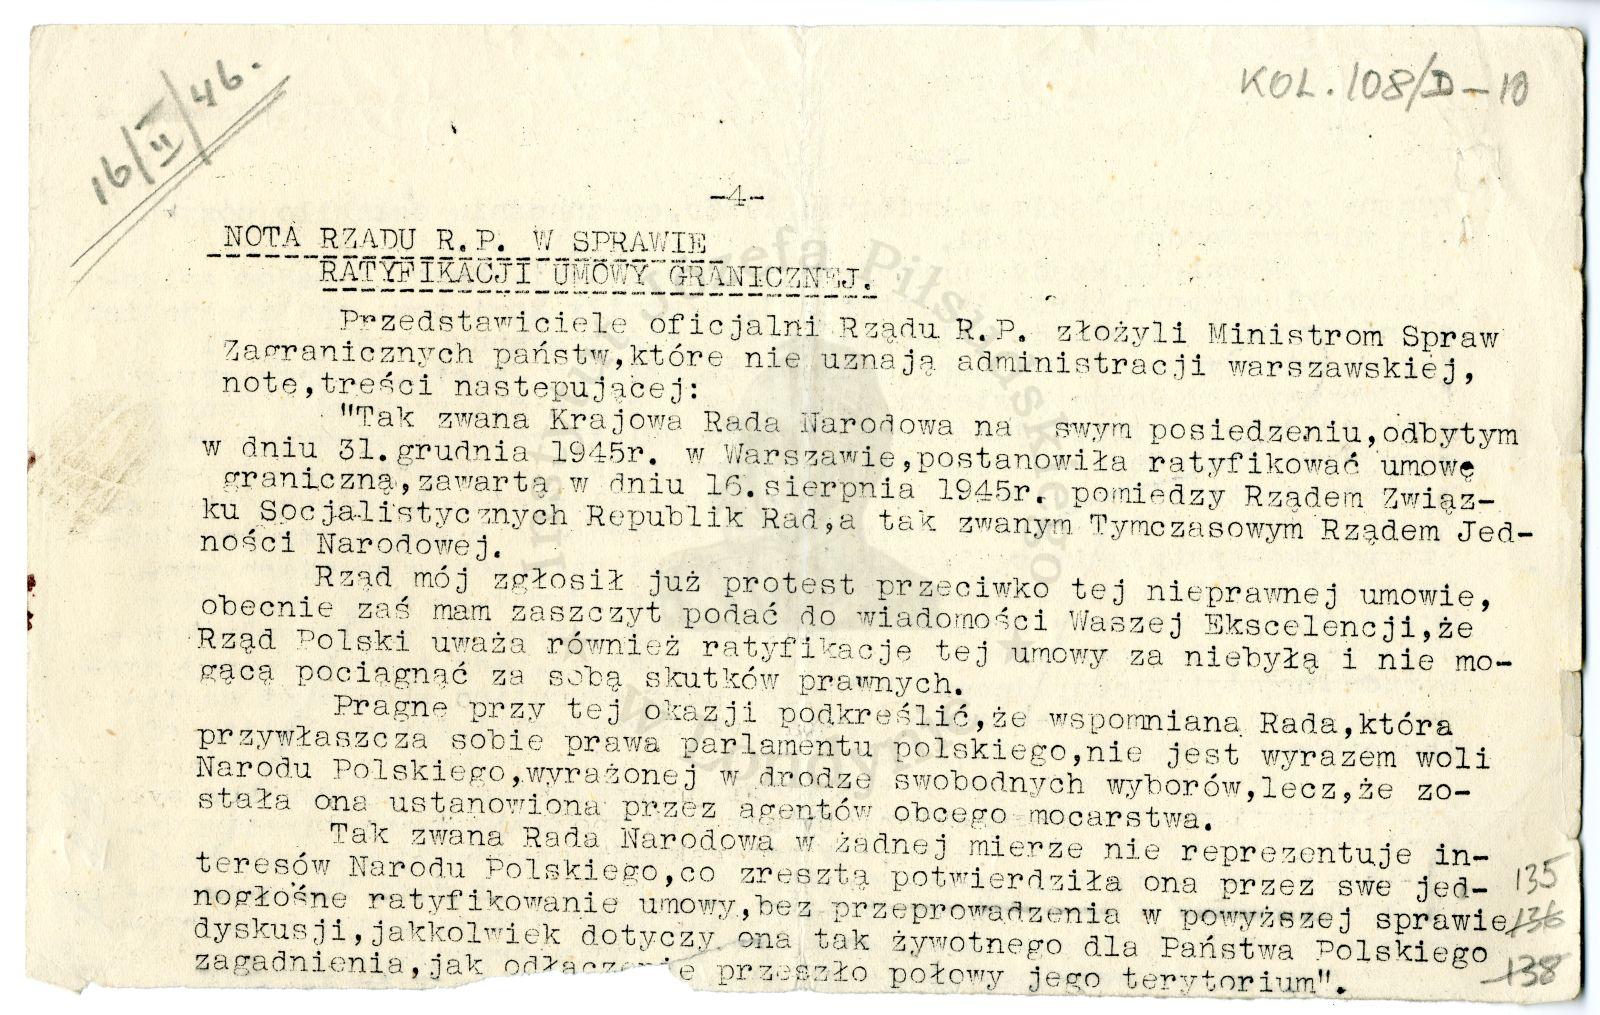 16/II/46.
KOL. 108/D-10
-4-
NOTA RZADU R.P. W SPRAWIE
RATYFIKACJI UMOWY GRANICZNEJ.
Przedstawiciele oficjalni Rządu R.P. złożyli Ministrom Spraw
Zagranicznych państw,które nie uznają administracji warszawskiej,
notę,treści nastepującej:
"Tak zwana Krajowa Rada Narodowa na swym posiedzeniu,odbytym
w dniu 31.grudnia 1945r. w Warszawie,postanowiła ratyfikować umowę
graniczną,zawartą w dniu 16.sierpnia 1945r. pomiedzy Rządem Związ-
ku Socjalistycznych Republik Rad,a tak zwanym Tymczasowym Rządem Jed-
ności Narodowej.
Rząd mój zgłosił już protest przeciwko tej nieprawnej umowie,
obecnie zaś mam zaszczyt podać do wiadomości Waszej Ekscelencji,że
Rząd Polski uważa również ratyfikację tej umowy za niebyłą i nie mo-
gącą pociągnąć za sobą skutków prawnych.
Pragnę przy tej okazji podkreślić,że wspomniana Rada,która
przywłaszcza sobie prawa parlamentu polskiego,nie jest wyrazem woli
Narodu Polskiego,wyrażonej w drodze swobodnych wyborów,lecz,że zo-
stała ona ustanowiona przez agentów obcego mocarstwa.
Tak zwana Rada Narodowa w żadnej mierze nie reprezentuje in-
teresów Narodu Polskiego,co zresztą potwierdziła ona przez swe jed-
nogłośne ratyfikowanie umowy,bez przeprowadzenia w powyższej sprawie
dyskusji,jakkolwiek dotyczy ona tak żywotnego dla Państwa Polskiego
zagadnienia,jak odłączenie przeszło połowy jego terytorium".
135
136
138
Instytut Józefa Piłsudskiego